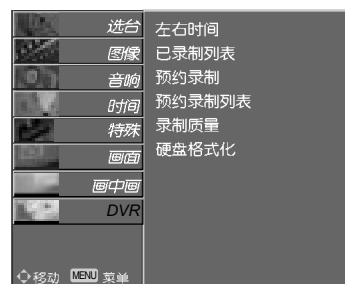 选台
图像
音响
时间
特殊
画面
画中画
DVR
移动 MENU 菜单
左右时间
已录制列表
预约录制
预约录制列表
录制质量
硬盘格式化